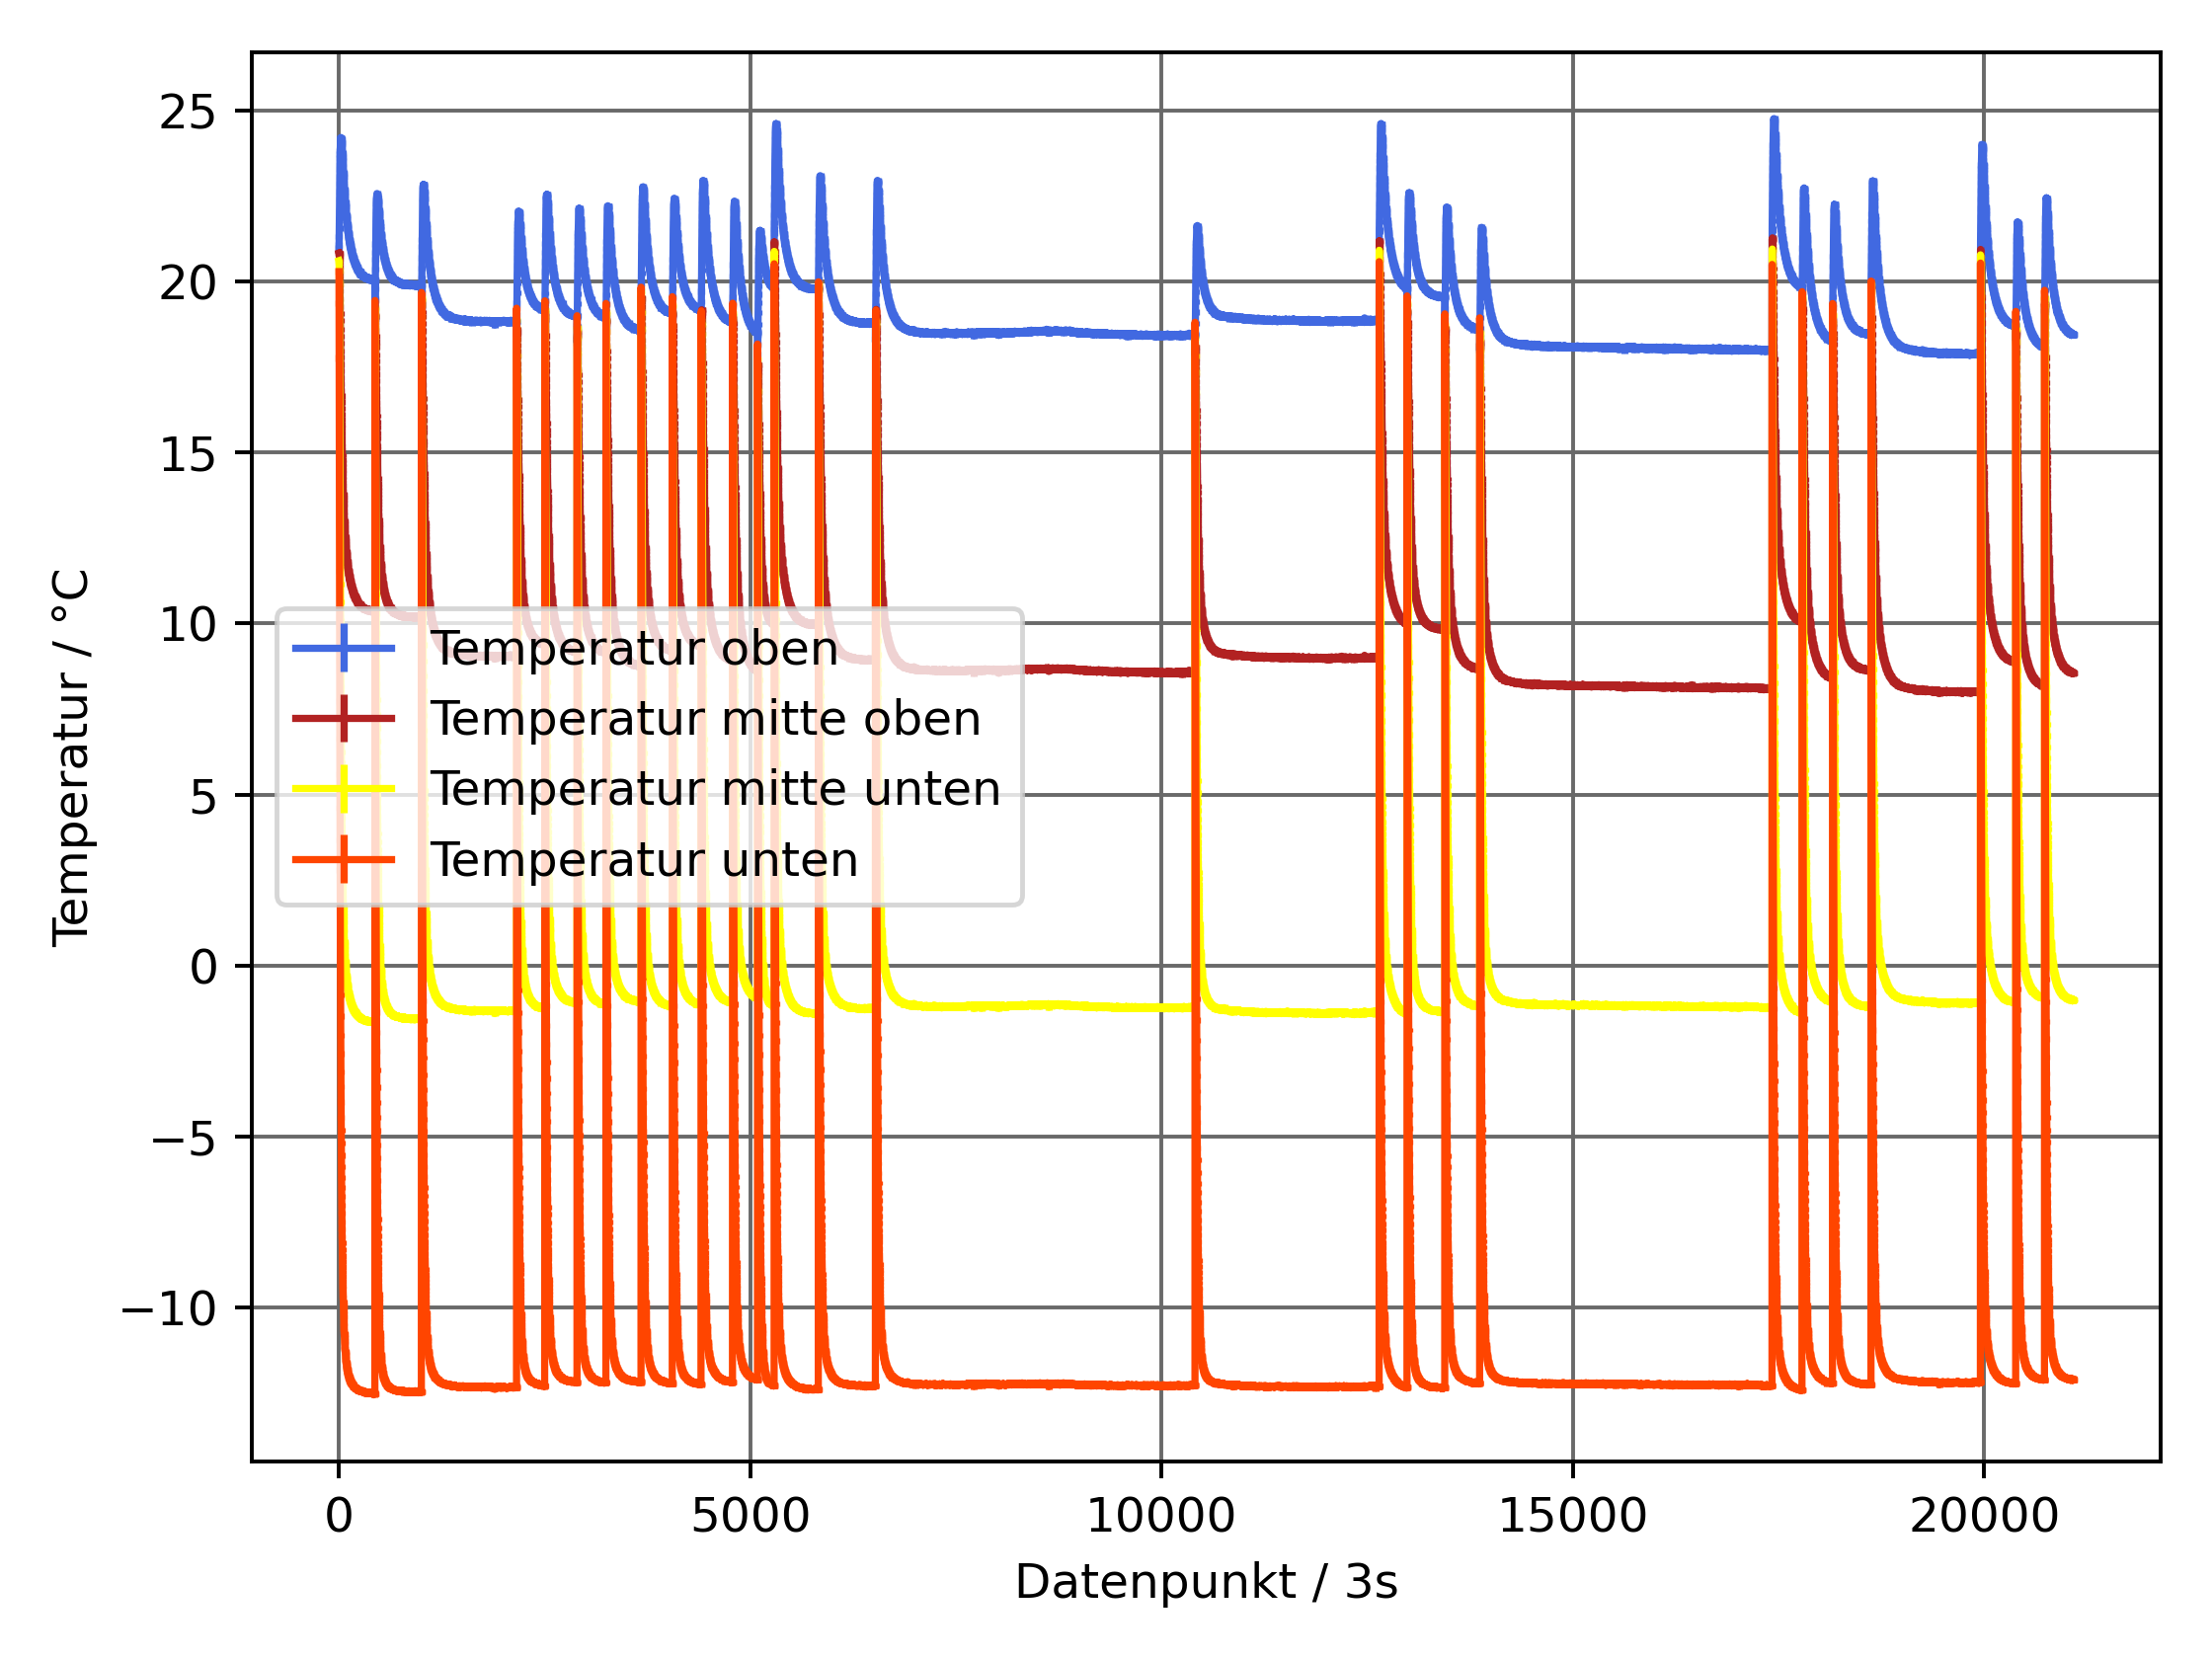 25
20
15
10
5
0
−5
−10
Temperatur / °C
Temperatur oben
Temperatur mitte oben
Temperatur mitte unten
Temperatur unten
0 5000 10000 15000 20000
Datenpunkt / 3s